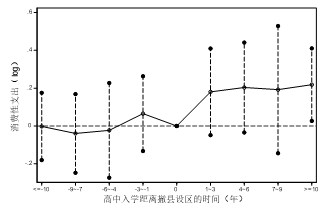 消费性支出（log）
.6
.4
.2
0
-.2
<=-10 -9~-7 -6~-4 -3~-1 0 1~3 4~6 7~9 >=10
高中入学距离撤县设区的时间（年）